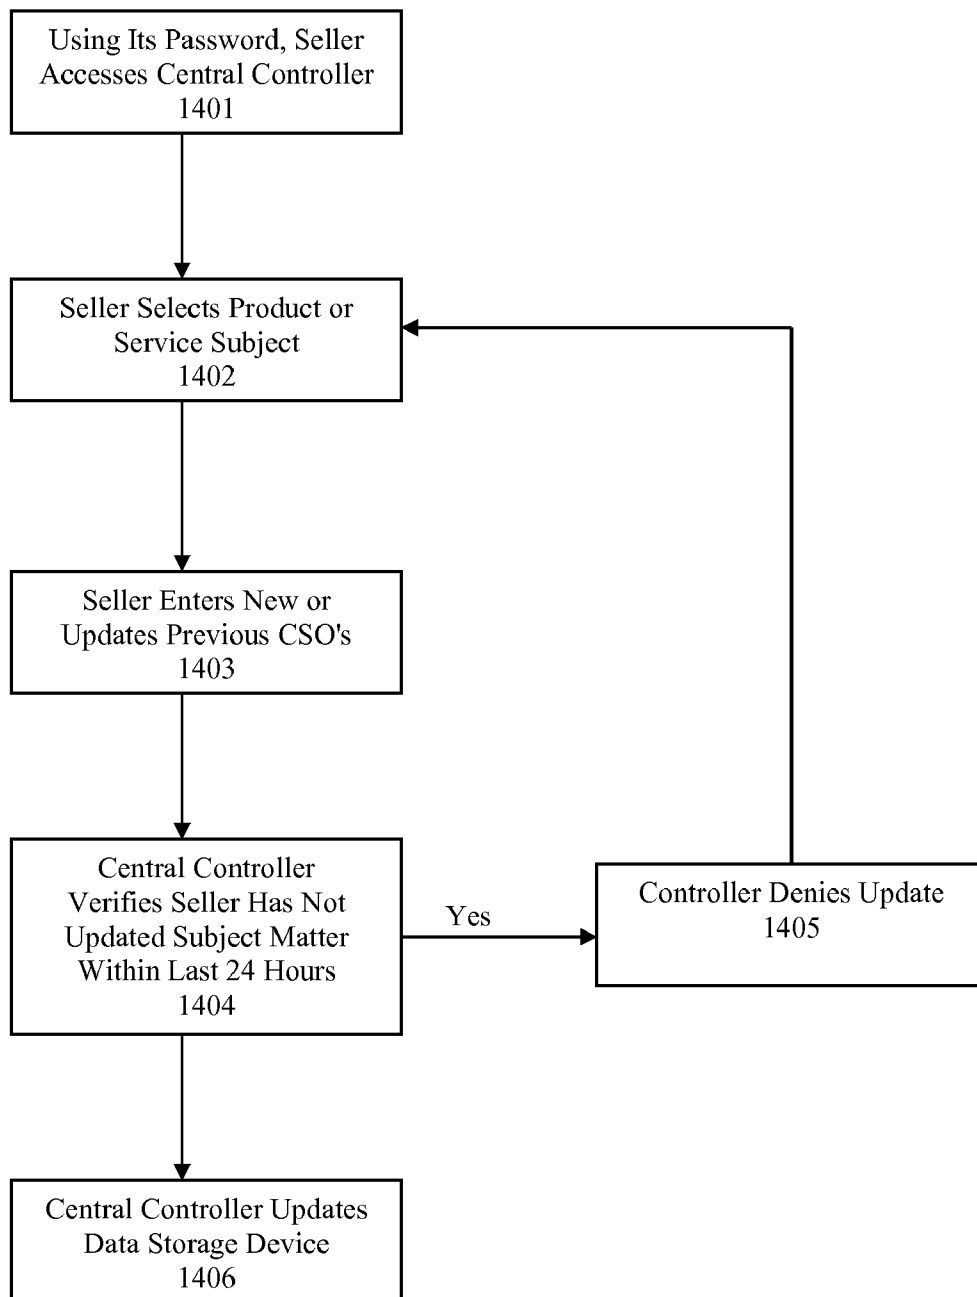 Using Its Password, Seller
Accesses Central Controller
1401
Seller Selects Product or
Service Subject
1402
Seller Enters New or
Updates Previous CSO's
1403
Central Controller
Verifies Seller Has Not
Updated Subject Matter
Within Last 24 Hours
1404
Yes
Controller Denies Update
1405
Central Controller Updates
Data Storage Device
1406